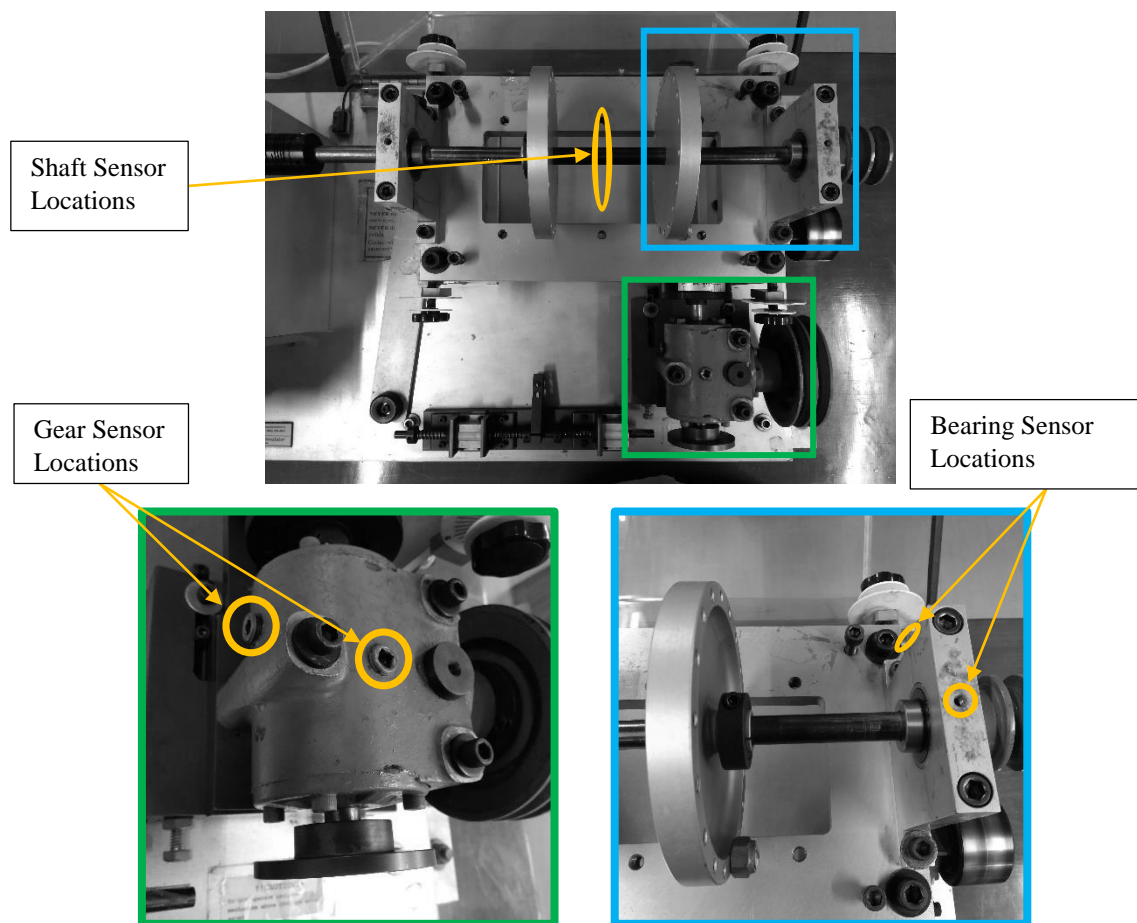 Shaft Sensor
Locations
Gear Sensor
Locations
Bearing Sensor
Locations